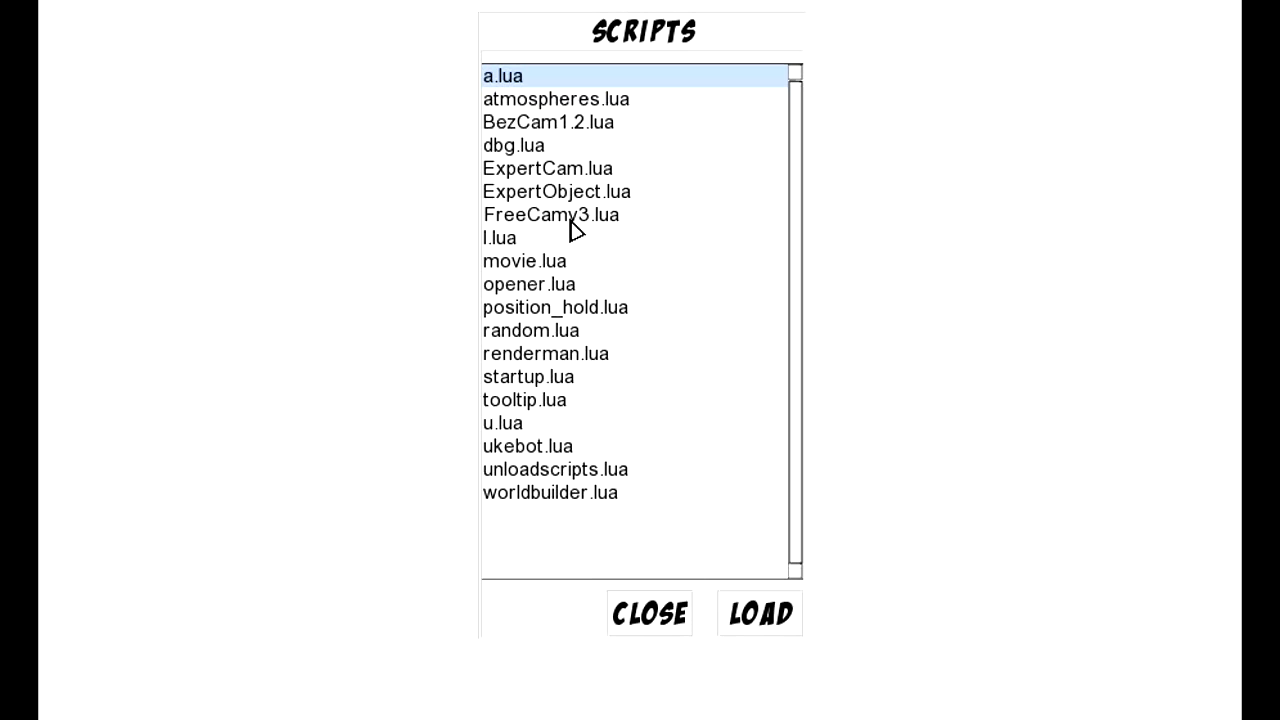 SCRIPTS
a.lua
atmospheres.lua
BezCam1.2.lua
dbg.lua
ExpertCam.lua
ExpertObject.lua
FreeCamv3.lua
l.lua
movie.lua
opener.lua
position_hold.lua
random.lua
renderman.lua
startup.lua
tooltip.lua
u.lua
ukebot.lua
unloadscripts.lua
worldbuilder.lua
CLOSE LOAD